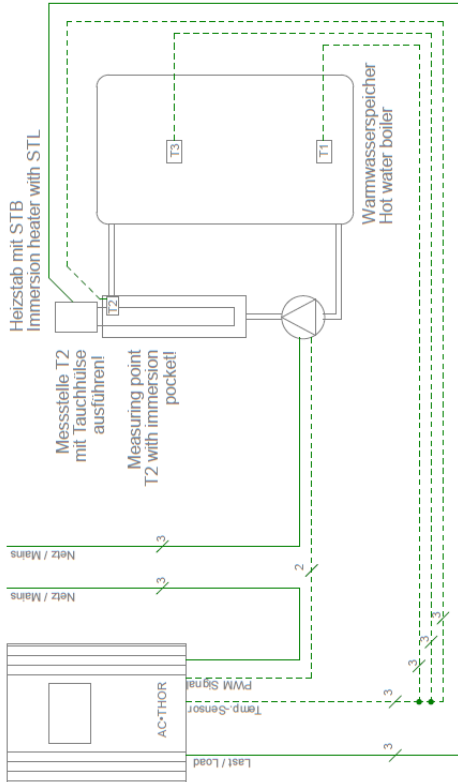 Heizstab mit STB
Immersion heater with STL
T3
T1
Warmwasserspeicher
Hot water boiler
T2
Messstelle T2
mit Tauchhülse
ausführen!
Measuring point
T2 with immersion
pocket!
Netz / Mains
3
Netz / Mains
3
2
AC•THOR
PWM Signal
Temp.-Sensor
Last / Load
3
3
3
3
3